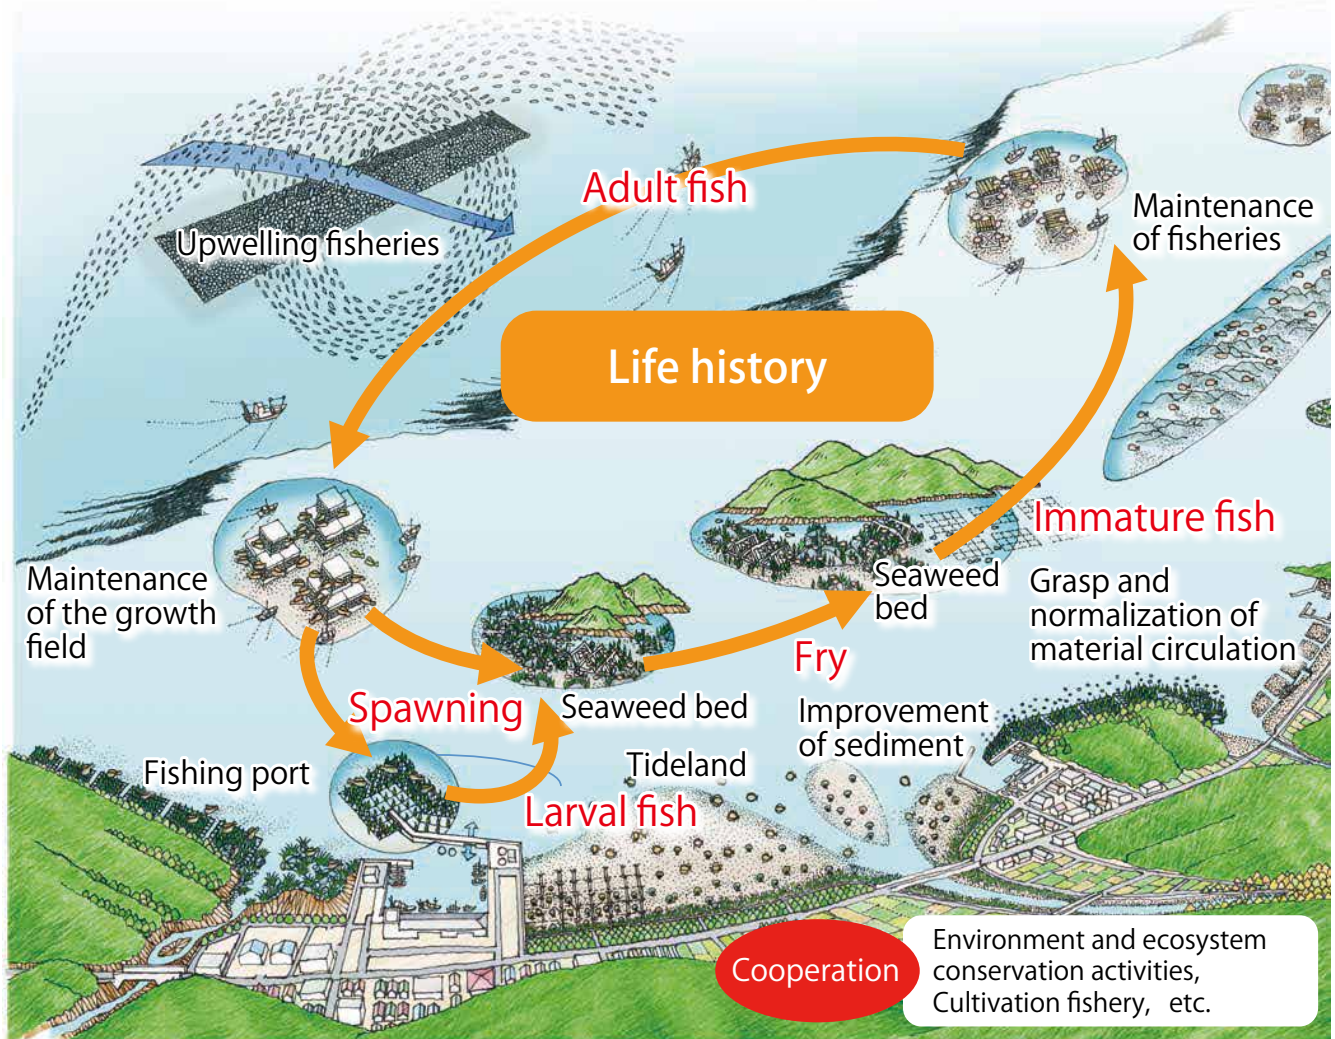 Adult fish
Upwelling fisheries
Maintenance
of fisheries
Life history
Immature fish
Maintenance
of the growth
field
Seaweed
bed
Grasp and
normalization of
material circulation
Fry
Spawning
Seaweed bed
Improvement
of sediment
Fishing port
Tideland
Larval fish
Cooperation
Environment and ecosystem
conservation activities,
Cultivation fishery, etc.